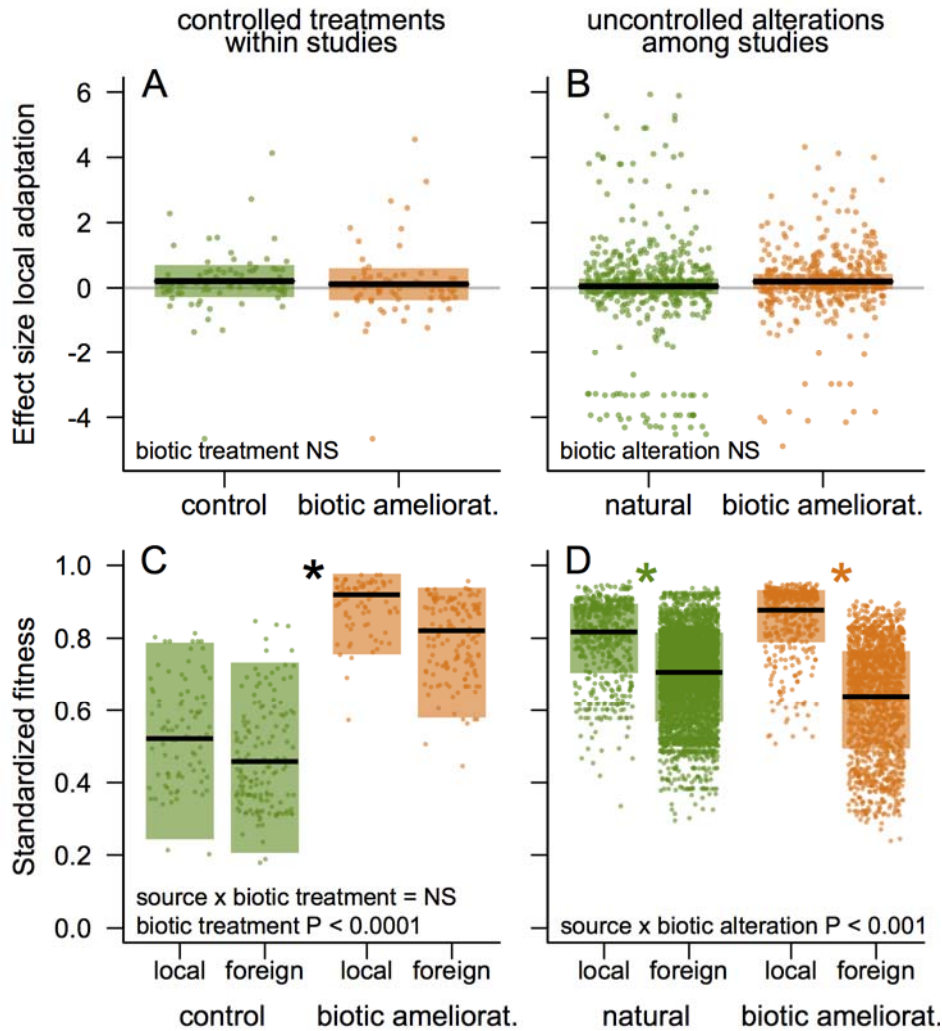 controlled treatments
within studies
uncontrolled alterations
among studies
Effect size local adaptation
6
4
2
0
-2
-4
A
biotic treatment NS
control
biotic ameliorat.
B
biotic alteration NS
natural
biotic ameliorat.
Standardized fitness
1.0
0.8
0.6
0.4
0.2
0.0
C
*
source x biotic treatment = NS
biotic treatment P < 0.0001
local foreign local foreign
control biotic ameliorat.
D
* *
source x biotic alteration P < 0.001
local foreign local foreign
natural biotic ameliorat.